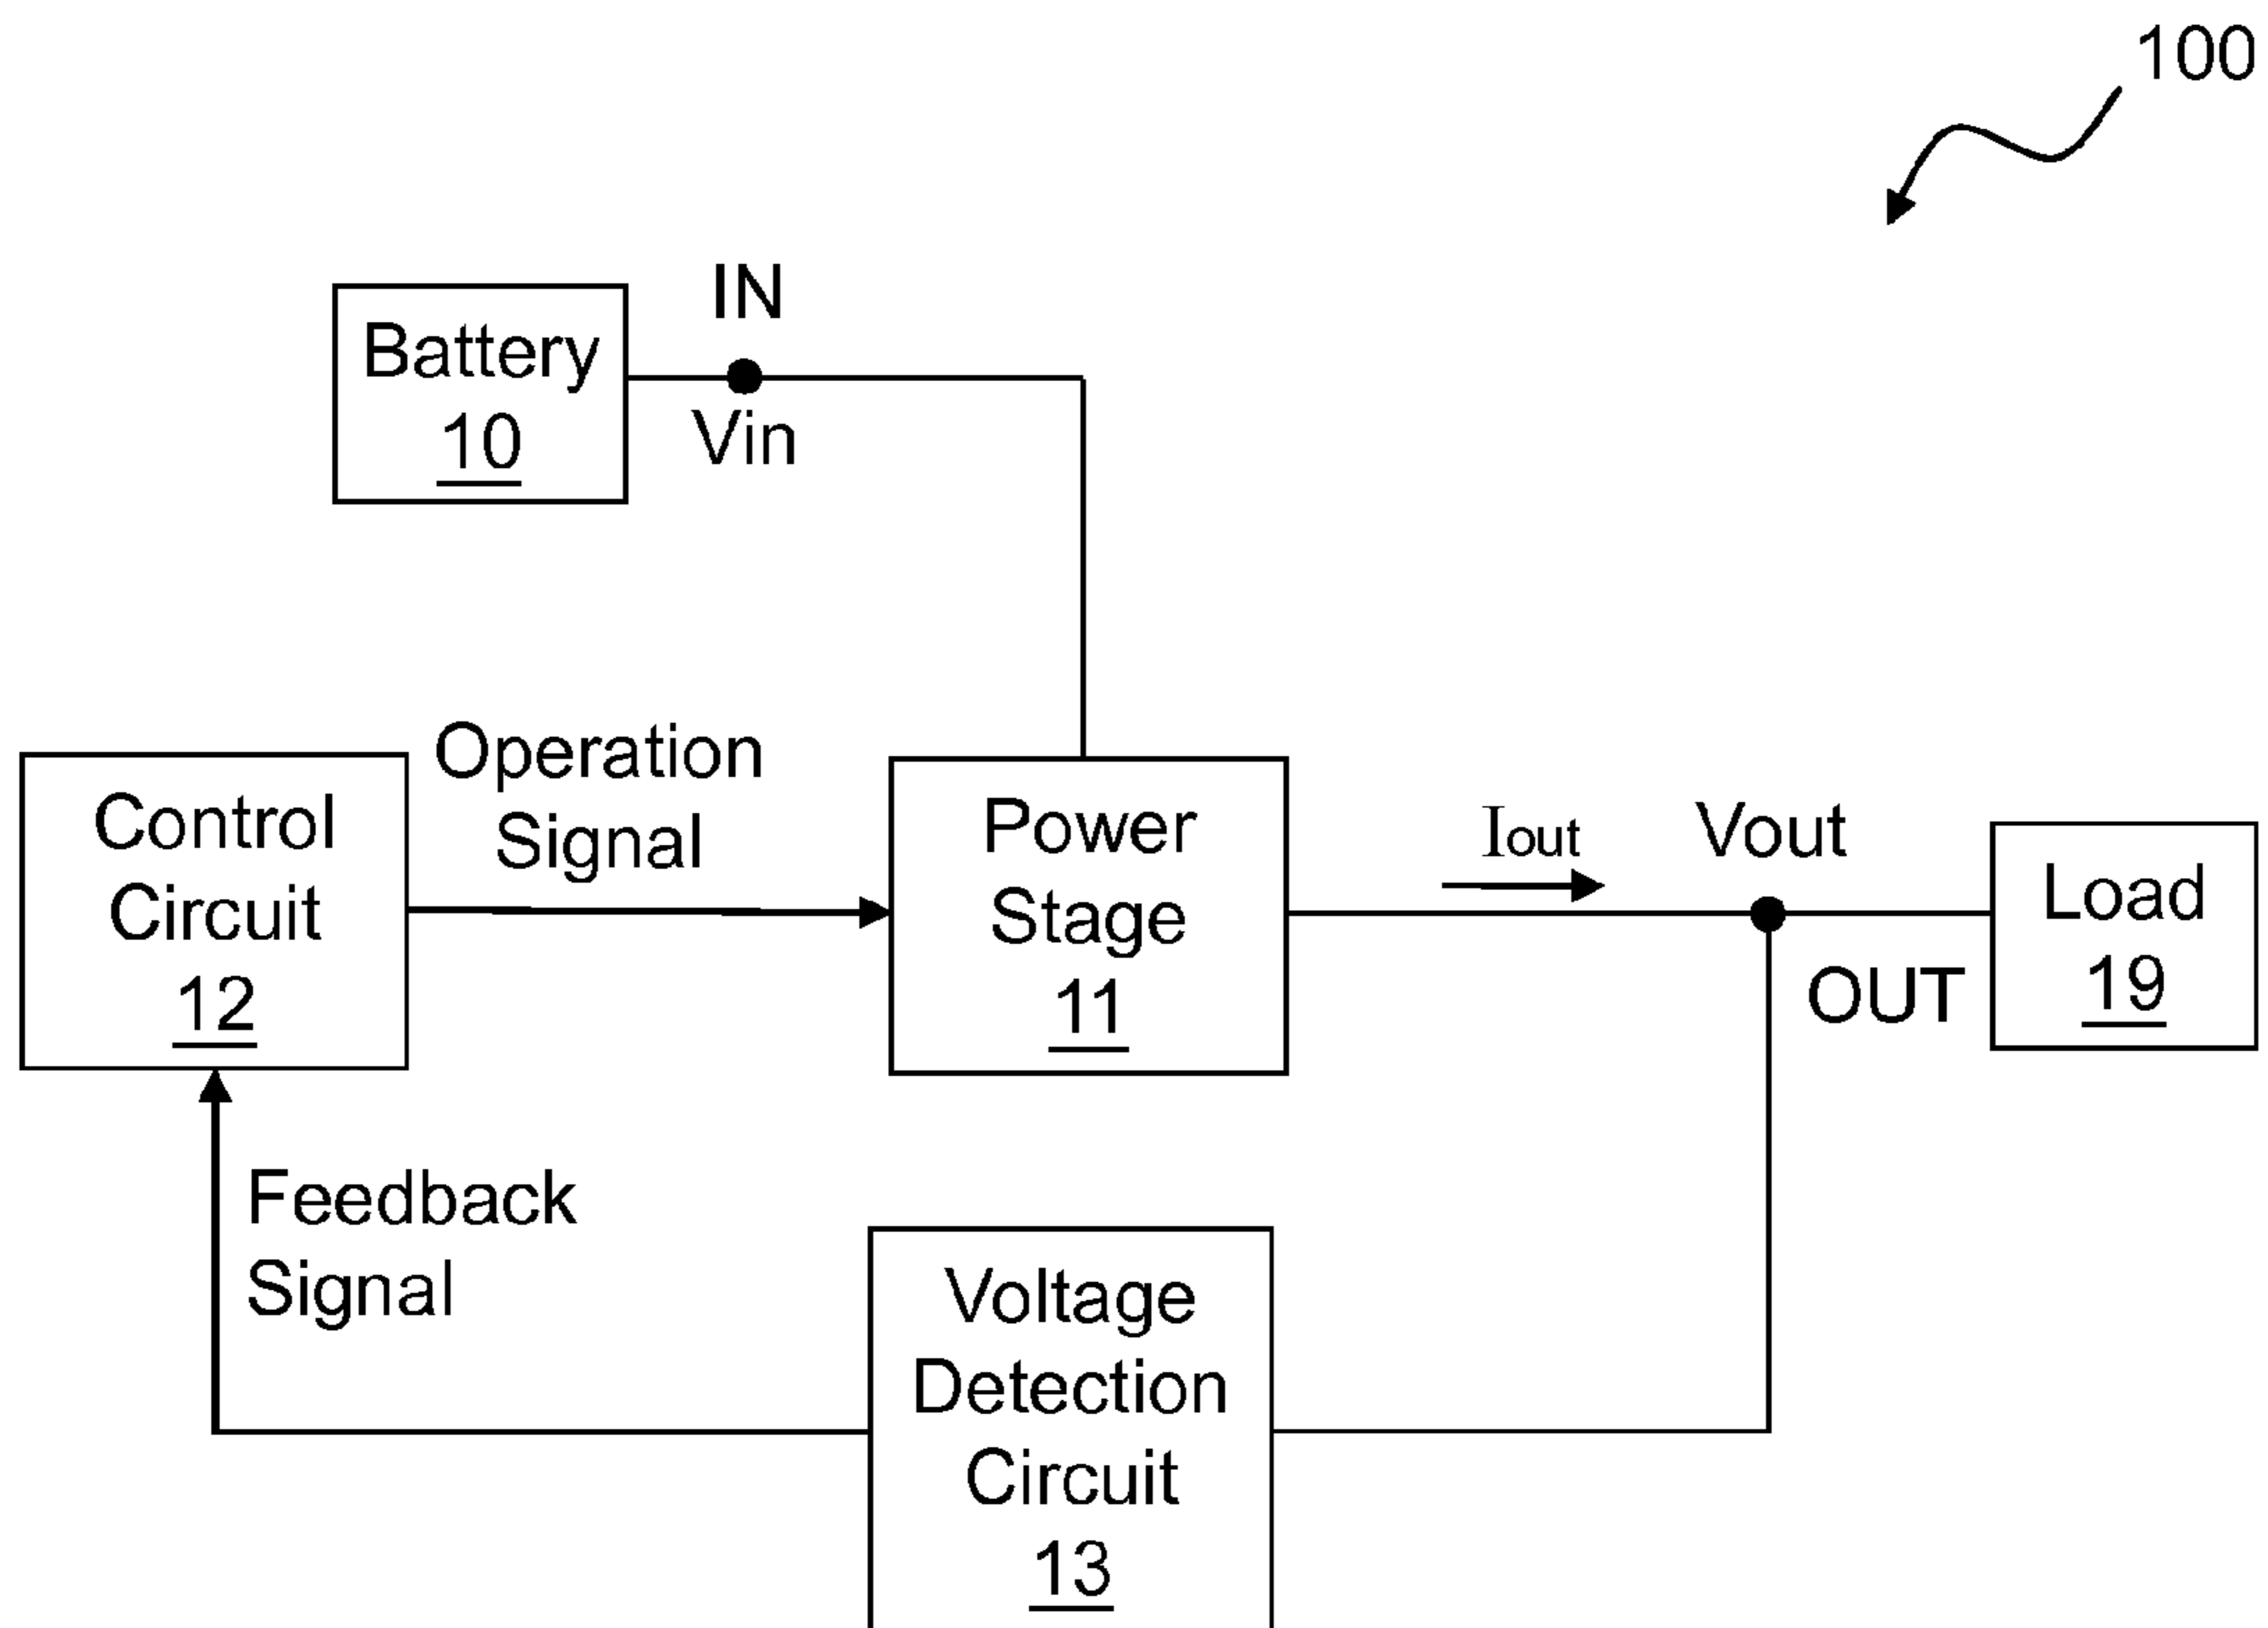 100
IN
Battery
10
Vin
Operation
Signal
Control
Circuit
12
Power
Stage
11
Iout
Vout
OUT
Load
19
Feedback
Signal
Voltage
Detection
Circuit
13